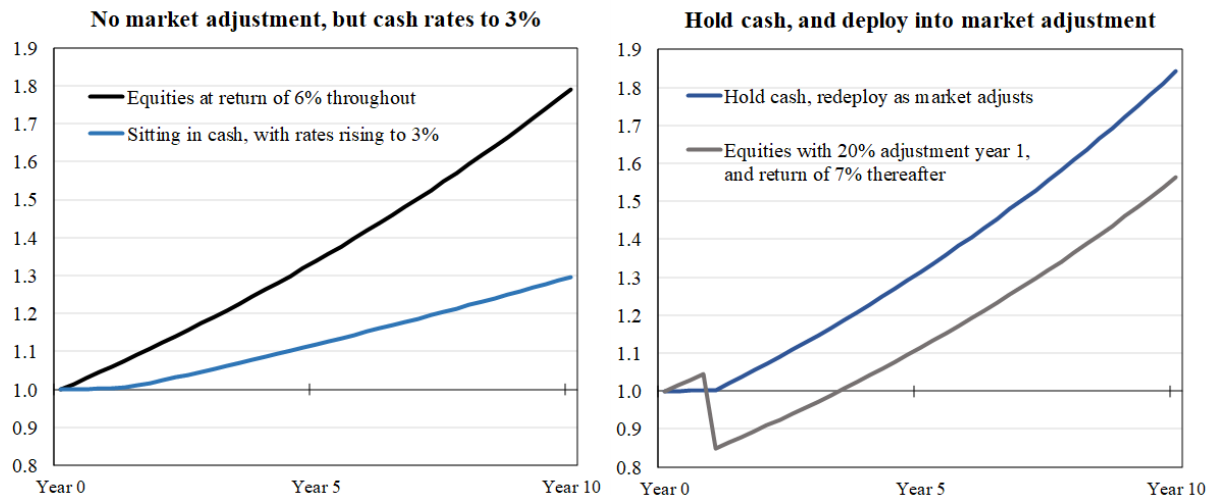 No market adjustment, but cash rates to 3%
1.9
1.8
1.7
1.6
1.5
1.4
1.3
1.2
1.1
1.0
0.9
0.8
Equities at return of 6% throughout
Sitting in cash, with rates rising to 3%
Year 0
Year 5
Year 10
Hold cash, and deploy into market adjustment
1.9
1.8
1.7
1.6
1.5
1.4
1.3
1.2
1.1
1.0
0.9
0.8
Hold cash, redeploy as market adjusts
Equities with 20% adjustment year 1,
and return of 7% thereafter
Year 0
Year 5
Year 10